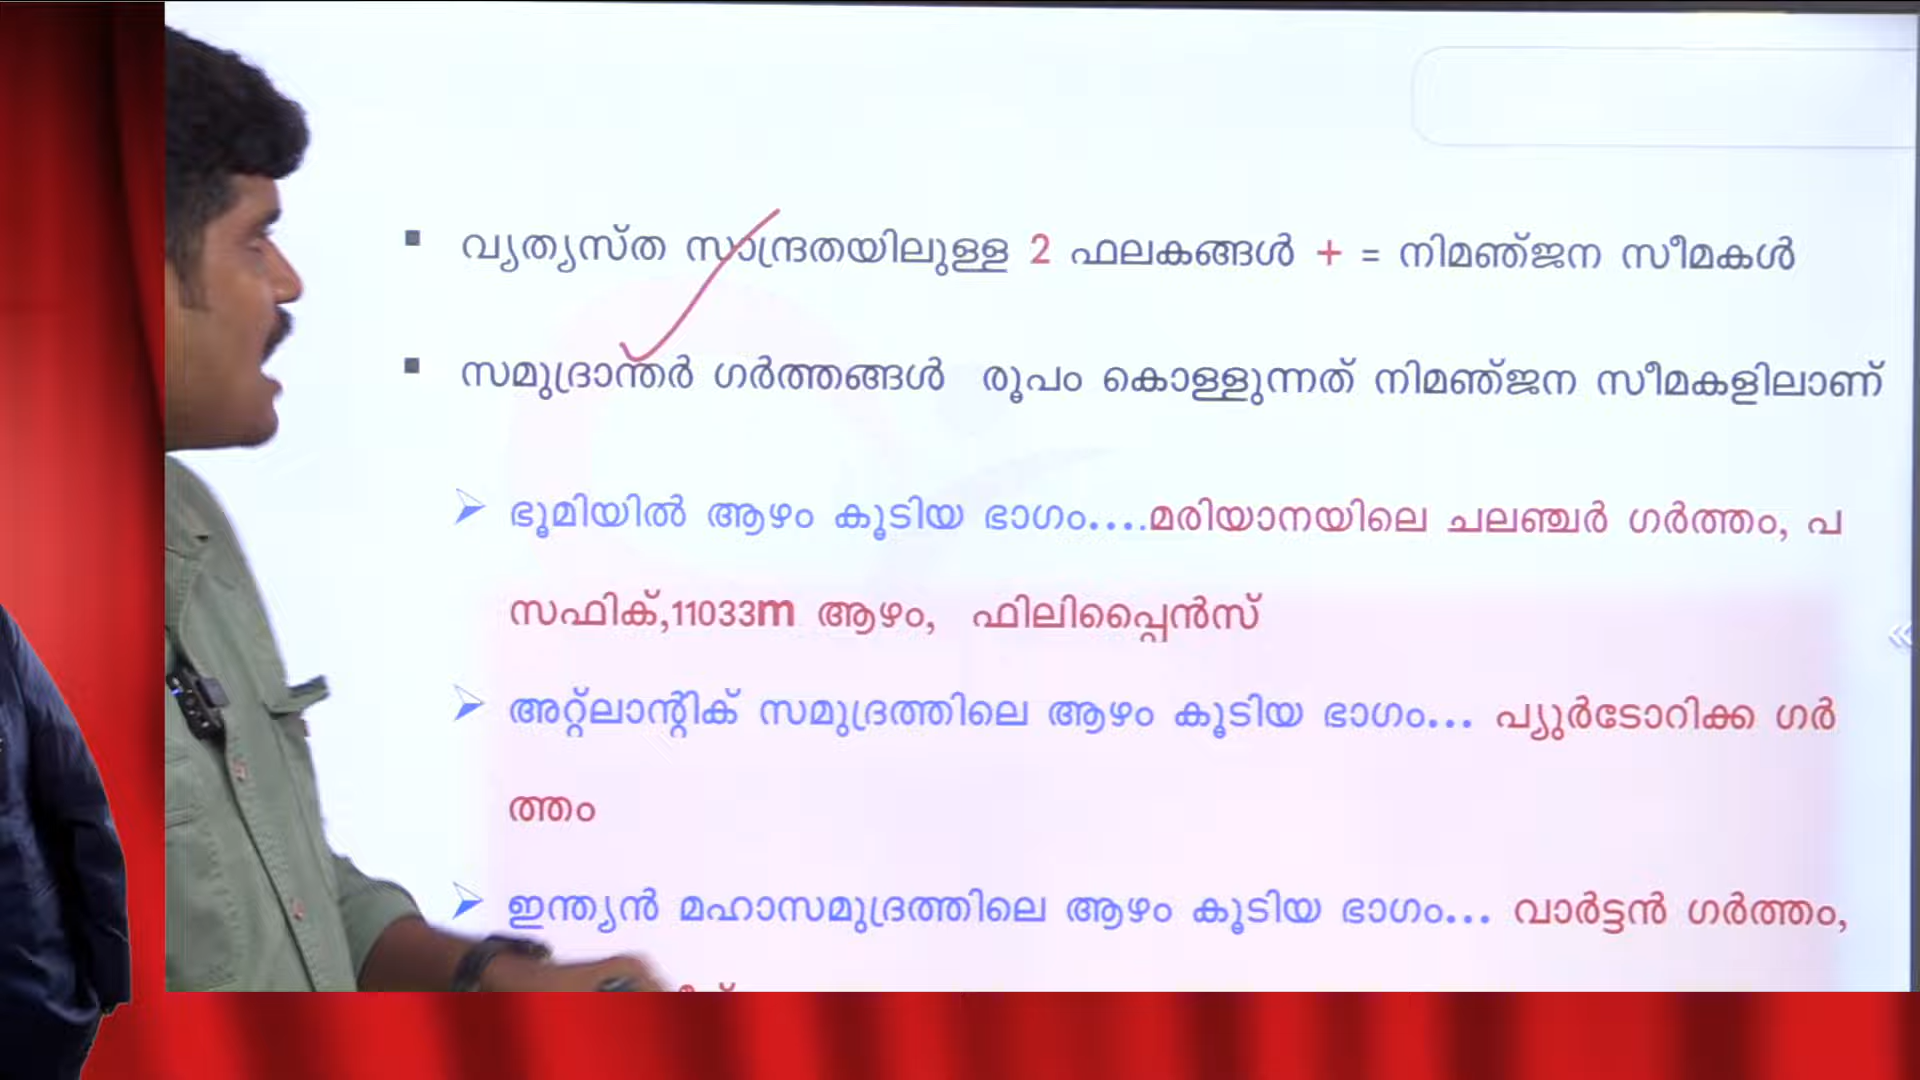 ▪ വ്യത്യസ്ത സാന്ദ്രതയിലുള്ള 2 ഫലകങ്ങൾ + = നിമഞ്ജന സീമകൾ
▪ സമുദ്രാന്തർ ഗർത്തങ്ങൾ രൂപം കൊള്ളുന്നത് നിമഞ്ജന സീമകളിലാണ്
➢ ഭൂമിയിൽ ആഴം കൂടിയ ഭാഗം....മരിയാനയിലെ ചലഞ്ചർ ഗർത്തം, പ
സഫിക്,11033m ആഴം, ഫിലിപ്പൈൻസ്
➢ അറ്റ്ലാന്റിക് സമുദ്രത്തിലെ ആഴം കൂടിയ ഭാഗം... പ്യുർടോറിക്ക ഗർ
ത്തം
➢ ഇന്ത്യൻ മഹാസമുദ്രത്തിലെ ആഴം കൂടിയ ഭാഗം... വാർട്ടൻ ഗർത്തം,